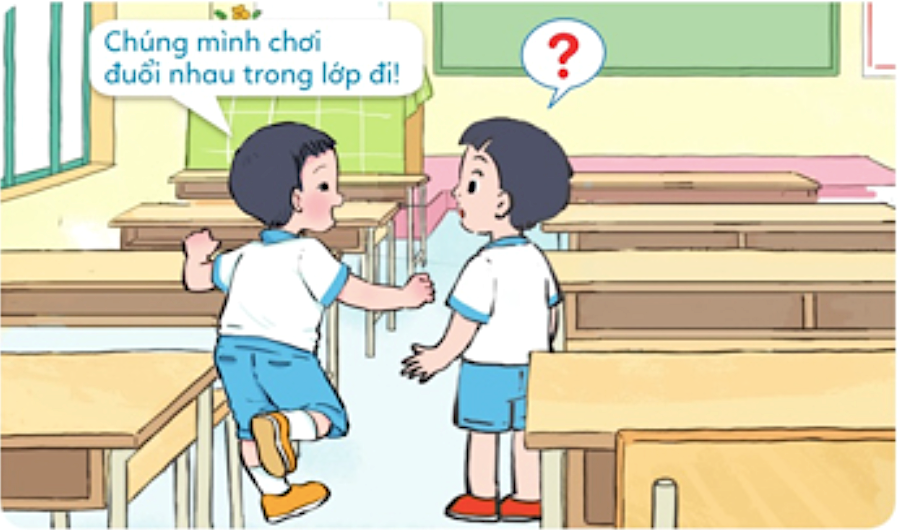 Chúng mình chơi
đuổi nhau trong lớp đi!
?